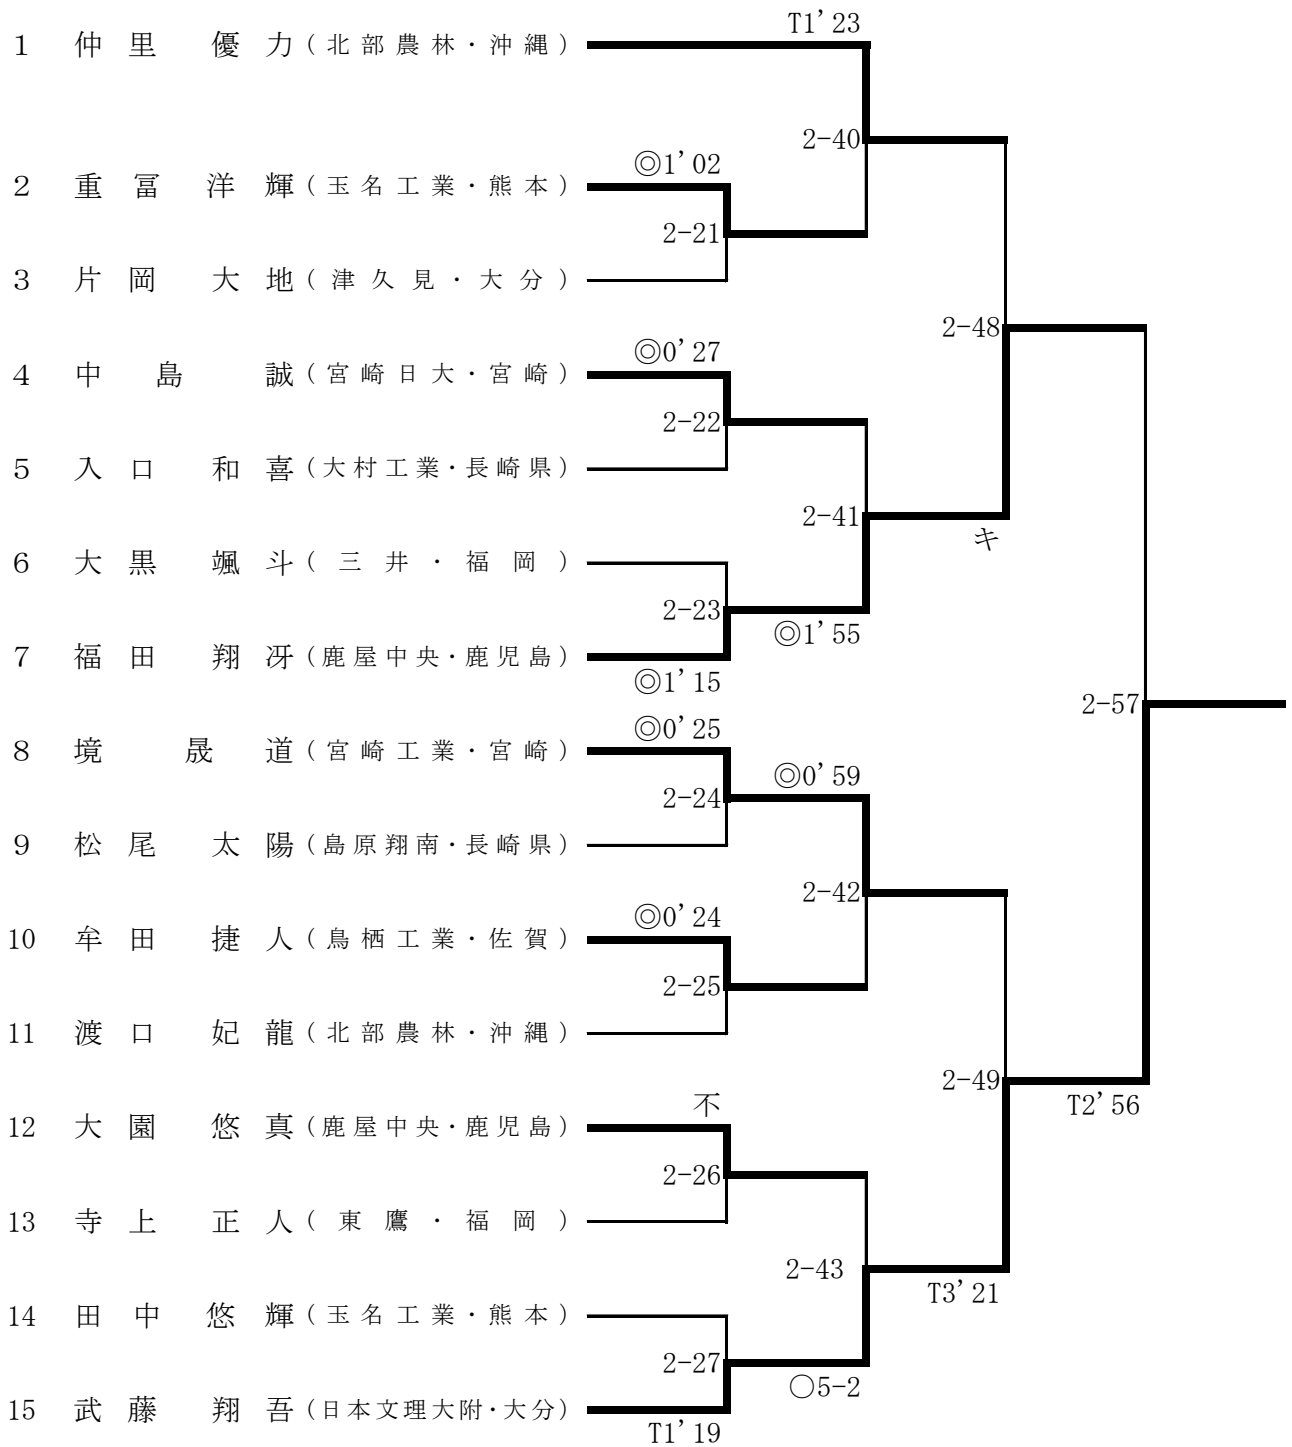 T1'23
1 仲里 優力 (北部農林・沖縄)
2-40
◎1'02
2 重冨 洋輝 (玉名工業・熊本)
2-21
3 片岡 大地 (津久見・大分)
2-48
◎0'27
4 中島 誠 (宮崎日大・宮崎)
2-22
5 入口 和喜 (大村工業・長崎県)
2-41
キ
6 大黒 颯斗 (三井・福岡)
2-23
◎1'55
7 福田 翔冴 (鹿屋中央・鹿児島)
◎1'15
2-57
◎0'25
8 境 晟道 (宮崎工業・宮崎)
◎0'59
2-24
9 松尾 太陽 (島原翔南・長崎県)
2-42
◎0'24
10 牟田 捷人 (鳥栖工業・佐賀)
2-25
11 渡口 妃龍 (北部農林・沖縄)
2-49
T2'56
不
12 大園 悠真 (鹿屋中央・鹿児島)
2-26
13 寺上 正人 (東鷹・福岡)
2-43
T3'21
14 田中 悠輝 (玉名工業・熊本)
2-27
○5-2
15 武藤 翔吾 (日本文理大附・大分)
T1'19